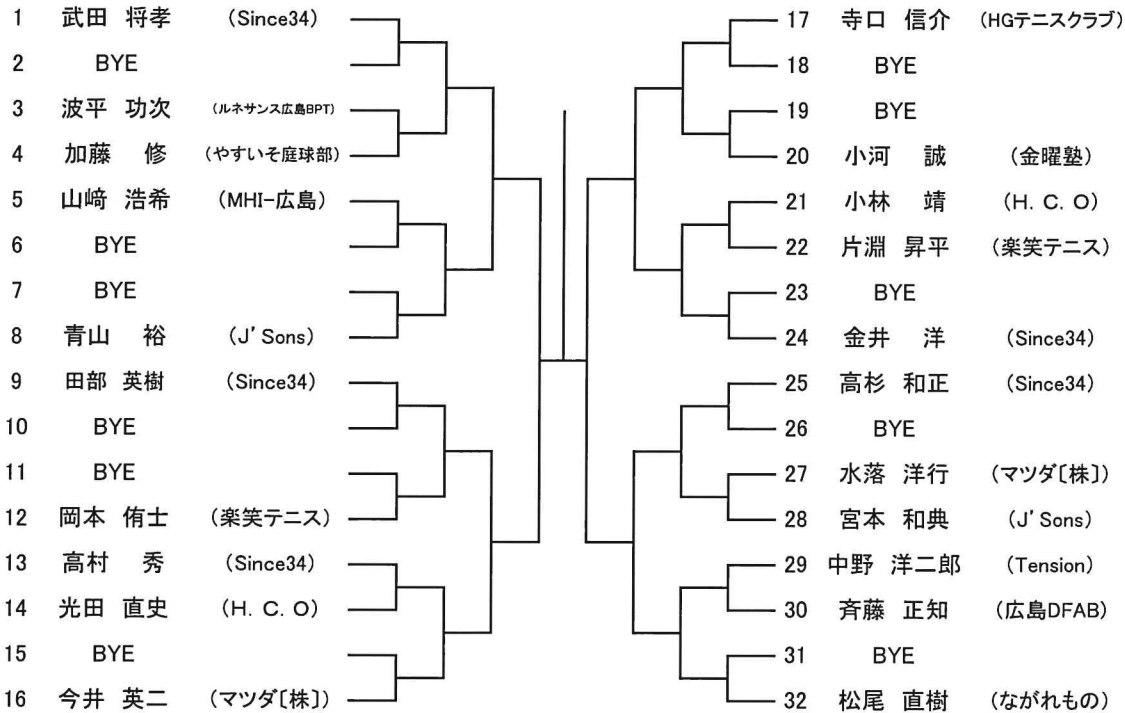 1 武田 将孝 (Since34)
2 BYE
3 波平 功次 (ルネサンス広島BPT)
4 加藤 修 (やすいそ庭球部)
5 山﨑 浩希 (MHI-広島)
6 BYE
7 BYE
8 青山 裕 (J'Sons)
9 田部 英樹 (Since34)
10 BYE
11 BYE
12 岡本 侑士 (楽笑テニス)
13 高村 秀 (Since34)
14 光田 直史 (H. C. O)
15 BYE
16 今井 英二 (マツダ〔株〕)
17 寺口 信介 (HGテニスクラブ)
18 BYE
19 BYE
20 小河 誠 (金曜塾)
21 小林 靖 (H. C. O)
22 片淵 昇平 (楽笑テニス)
23 BYE
24 金井 洋 (Since34)
25 高杉 和正 (Since34)
26 BYE
27 水落 洋行 (マツダ〔株〕)
28 宮本 和典 (J'Sons)
29 中野 洋二郎 (Tension)
30 斉藤 正知 (広島DFAB)
31 BYE
32 松尾 直樹 (ながれもの)